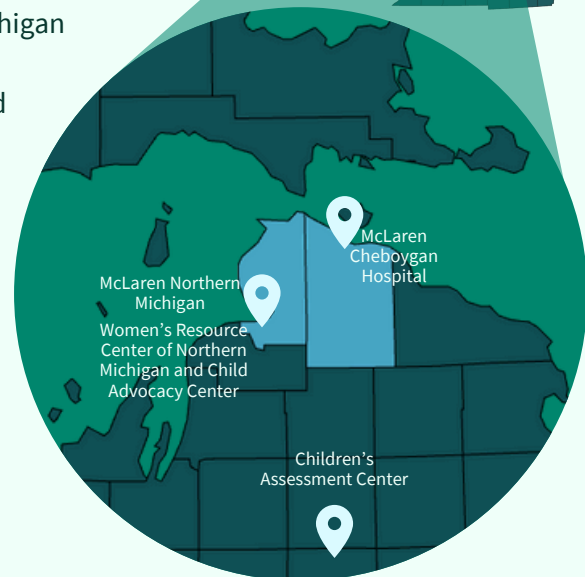 higan
d
McLaren
Cheboygan
Hospital
McLaren Northern
Michigan
Women’s Resource
Center of Northern
Michigan and Child
Advocacy Center
Children’s
Assessment Center